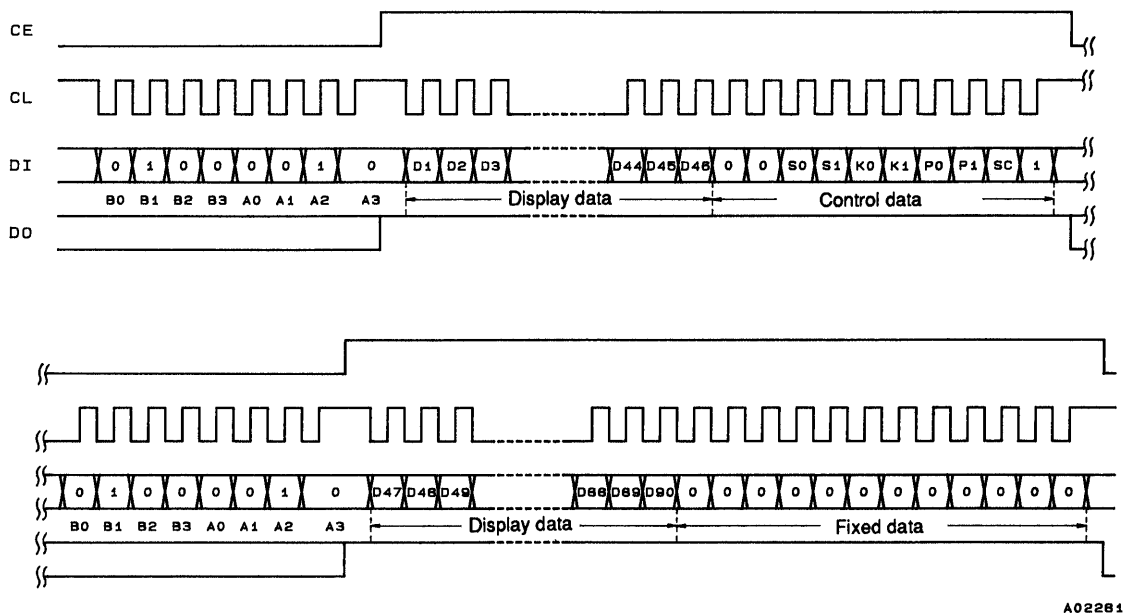 CE
CL
DI 0 1 0 0 0 0 1 0 D1 D2 D3 D44 D45 D46 0 0 S0 S1 K0 K1 P0 P1 SC 1
B0 B1 B2 B3 A0 A1 A2 A3 Display data Control data
DO
0 1 0 0 0 0 1 0 D47 D48 D49 D88 D89 D90 0 0 0 0 0 0 0 0 0 0 0 0
B0 B1 B2 B3 A0 A1 A2 A3 Display data Fixed data
A02281